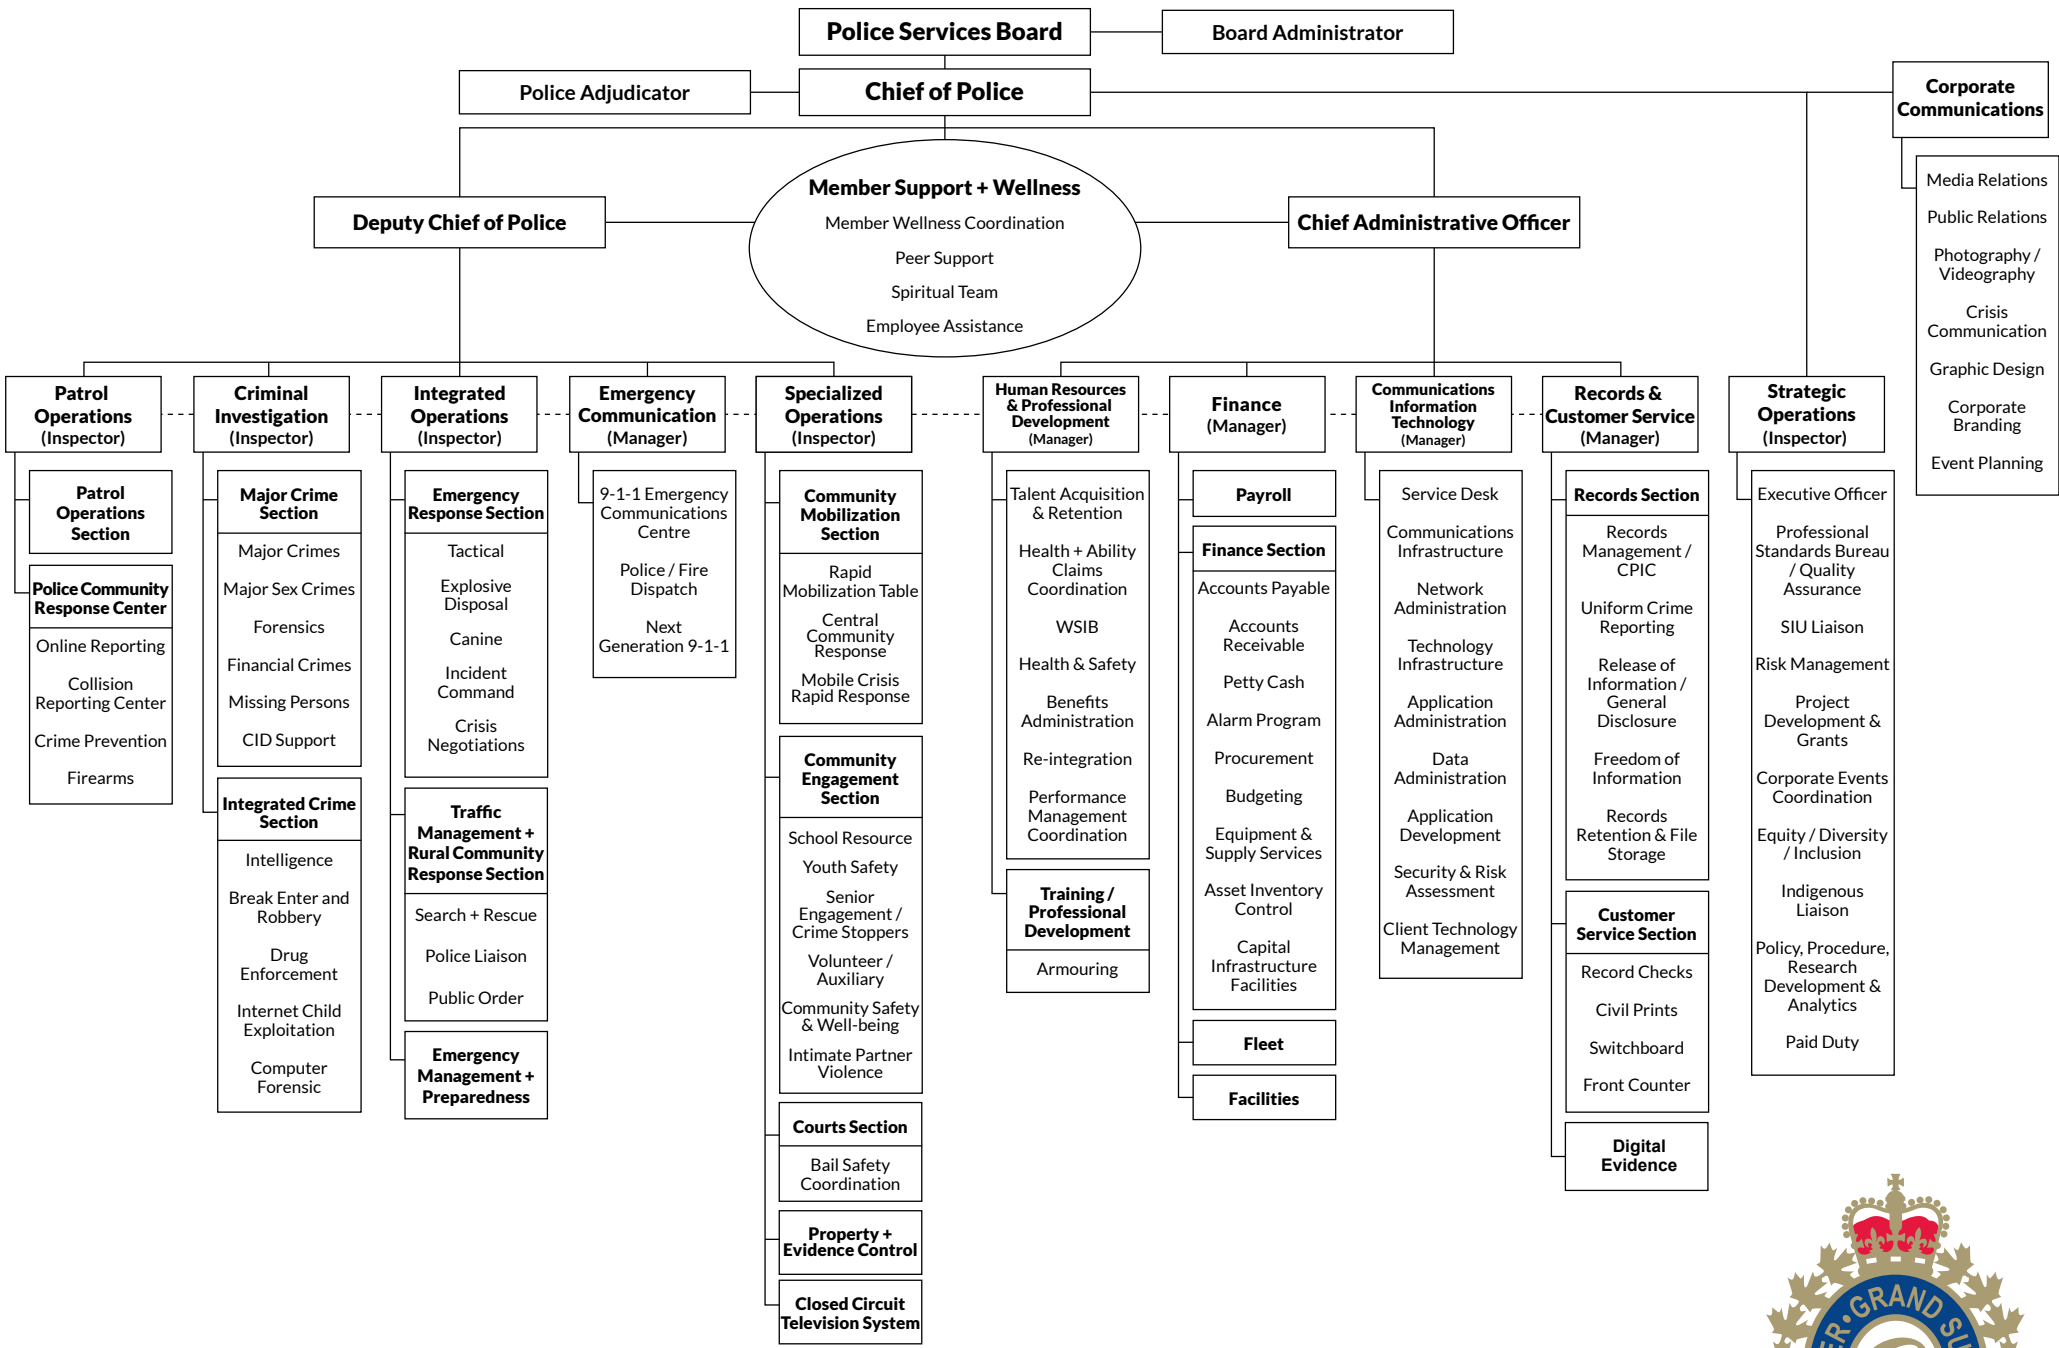 Police Services Board
Board Administrator
Police Adjudicator
Chief of Police
Corporate
Communications
Media Relations
Public Relations
Photography /
Videography
Crisis
Communication
Graphic Design
Corporate
Branding
Event Planning
Deputy Chief of Police
Member Support + Wellness
Member Wellness Coordination
Peer Support
Spiritual Team
Employee Assistance
Chief Administrative Officer
Patrol
Operations
(Inspector)
Patrol
Operations
Section
Police Community
Response Center
Online Reporting
Collision
Reporting Center
Crime Prevention
Firearms
Criminal
Investigation
(Inspector)
Major Crime
Section
Major Crimes
Major Sex Crimes
Forensics
Financial Crimes
Missing Persons
CID Support
Integrated Crime
Section
Intelligence
Break Enter and
Robbery
Drug
Enforcement
Internet Child
Exploitation
Computer
Forensic
Integrated
Operations
(Inspector)
Emergency
Response Section
Tactical
Explosive
Disposal
Canine
Incident
Command
Crisis
Negotiations
Traffic
Management +
Rural Community
Response Section
Search + Rescue
Police Liaison
Public Order
Emergency
Management +
Preparedness
Emergency
Communication
(Manager)
9-1-1 Emergency
Communications
Centre
Police / Fire
Dispatch
Next
Generation 9-1-1
Specialized
Operations
(Inspector)
Community
Mobilization
Section
Rapid
Mobilization Table
Central
Community
Response
Mobile Crisis
Rapid Response
Community
Engagement
Section
School Resource
Youth Safety
Senior
Engagement /
Crime Stoppers
Volunteer /
Auxiliary
Community Safety
& Well-being
Intimate Partner
Violence
Courts Section
Bail Safety
Coordination
Property +
Evidence Control
Closed Circuit
Television System
Human Resources
& Professional
Development
(Manager)
Talent Acquisition
& Retention
Health + Ability
Claims
Coordination
WSIB
Health & Safety
Benefits
Administration
Re-integration
Performance
Management
Coordination
Training /
Professional
Development
Armouring
Finance
(Manager)
Payroll
Finance Section
Accounts Payable
Accounts
Receivable
Petty Cash
Alarm Program
Procurement
Budgeting
Equipment &
Supply Services
Asset Inventory
Control
Capital
Infrastructure
Facilities
Fleet
Facilities
Communications
Information
Technology
(Manager)
Service Desk
Communications
Infrastructure
Network
Administration
Technology
Infrastructure
Application
Administration
Data
Administration
Application
Development
Security & Risk
Assessment
Client Technology
Management
Records &
Customer Service
(Manager)
Records Section
Records
Management /
CPIC
Uniform Crime
Reporting
Release of
Information /
General
Disclosure
Freedom of
Information
Records
Retention & File
Storage
Customer
Service Section
Record Checks
Civil Prints
Switchboard
Front Counter
Digital
Evidence
Strategic
Operations
(Inspector)
Executive Officer
Professional
Standards Bureau
/ Quality
Assurance
SIU Liaison
Risk Management
Project
Development &
Grants
Corporate Events
Coordination
Equity / Diversity
/ Inclusion
Indigenous
Liaison
Policy, Procedure,
Research
Development &
Analytics
Paid Duty
GRAND